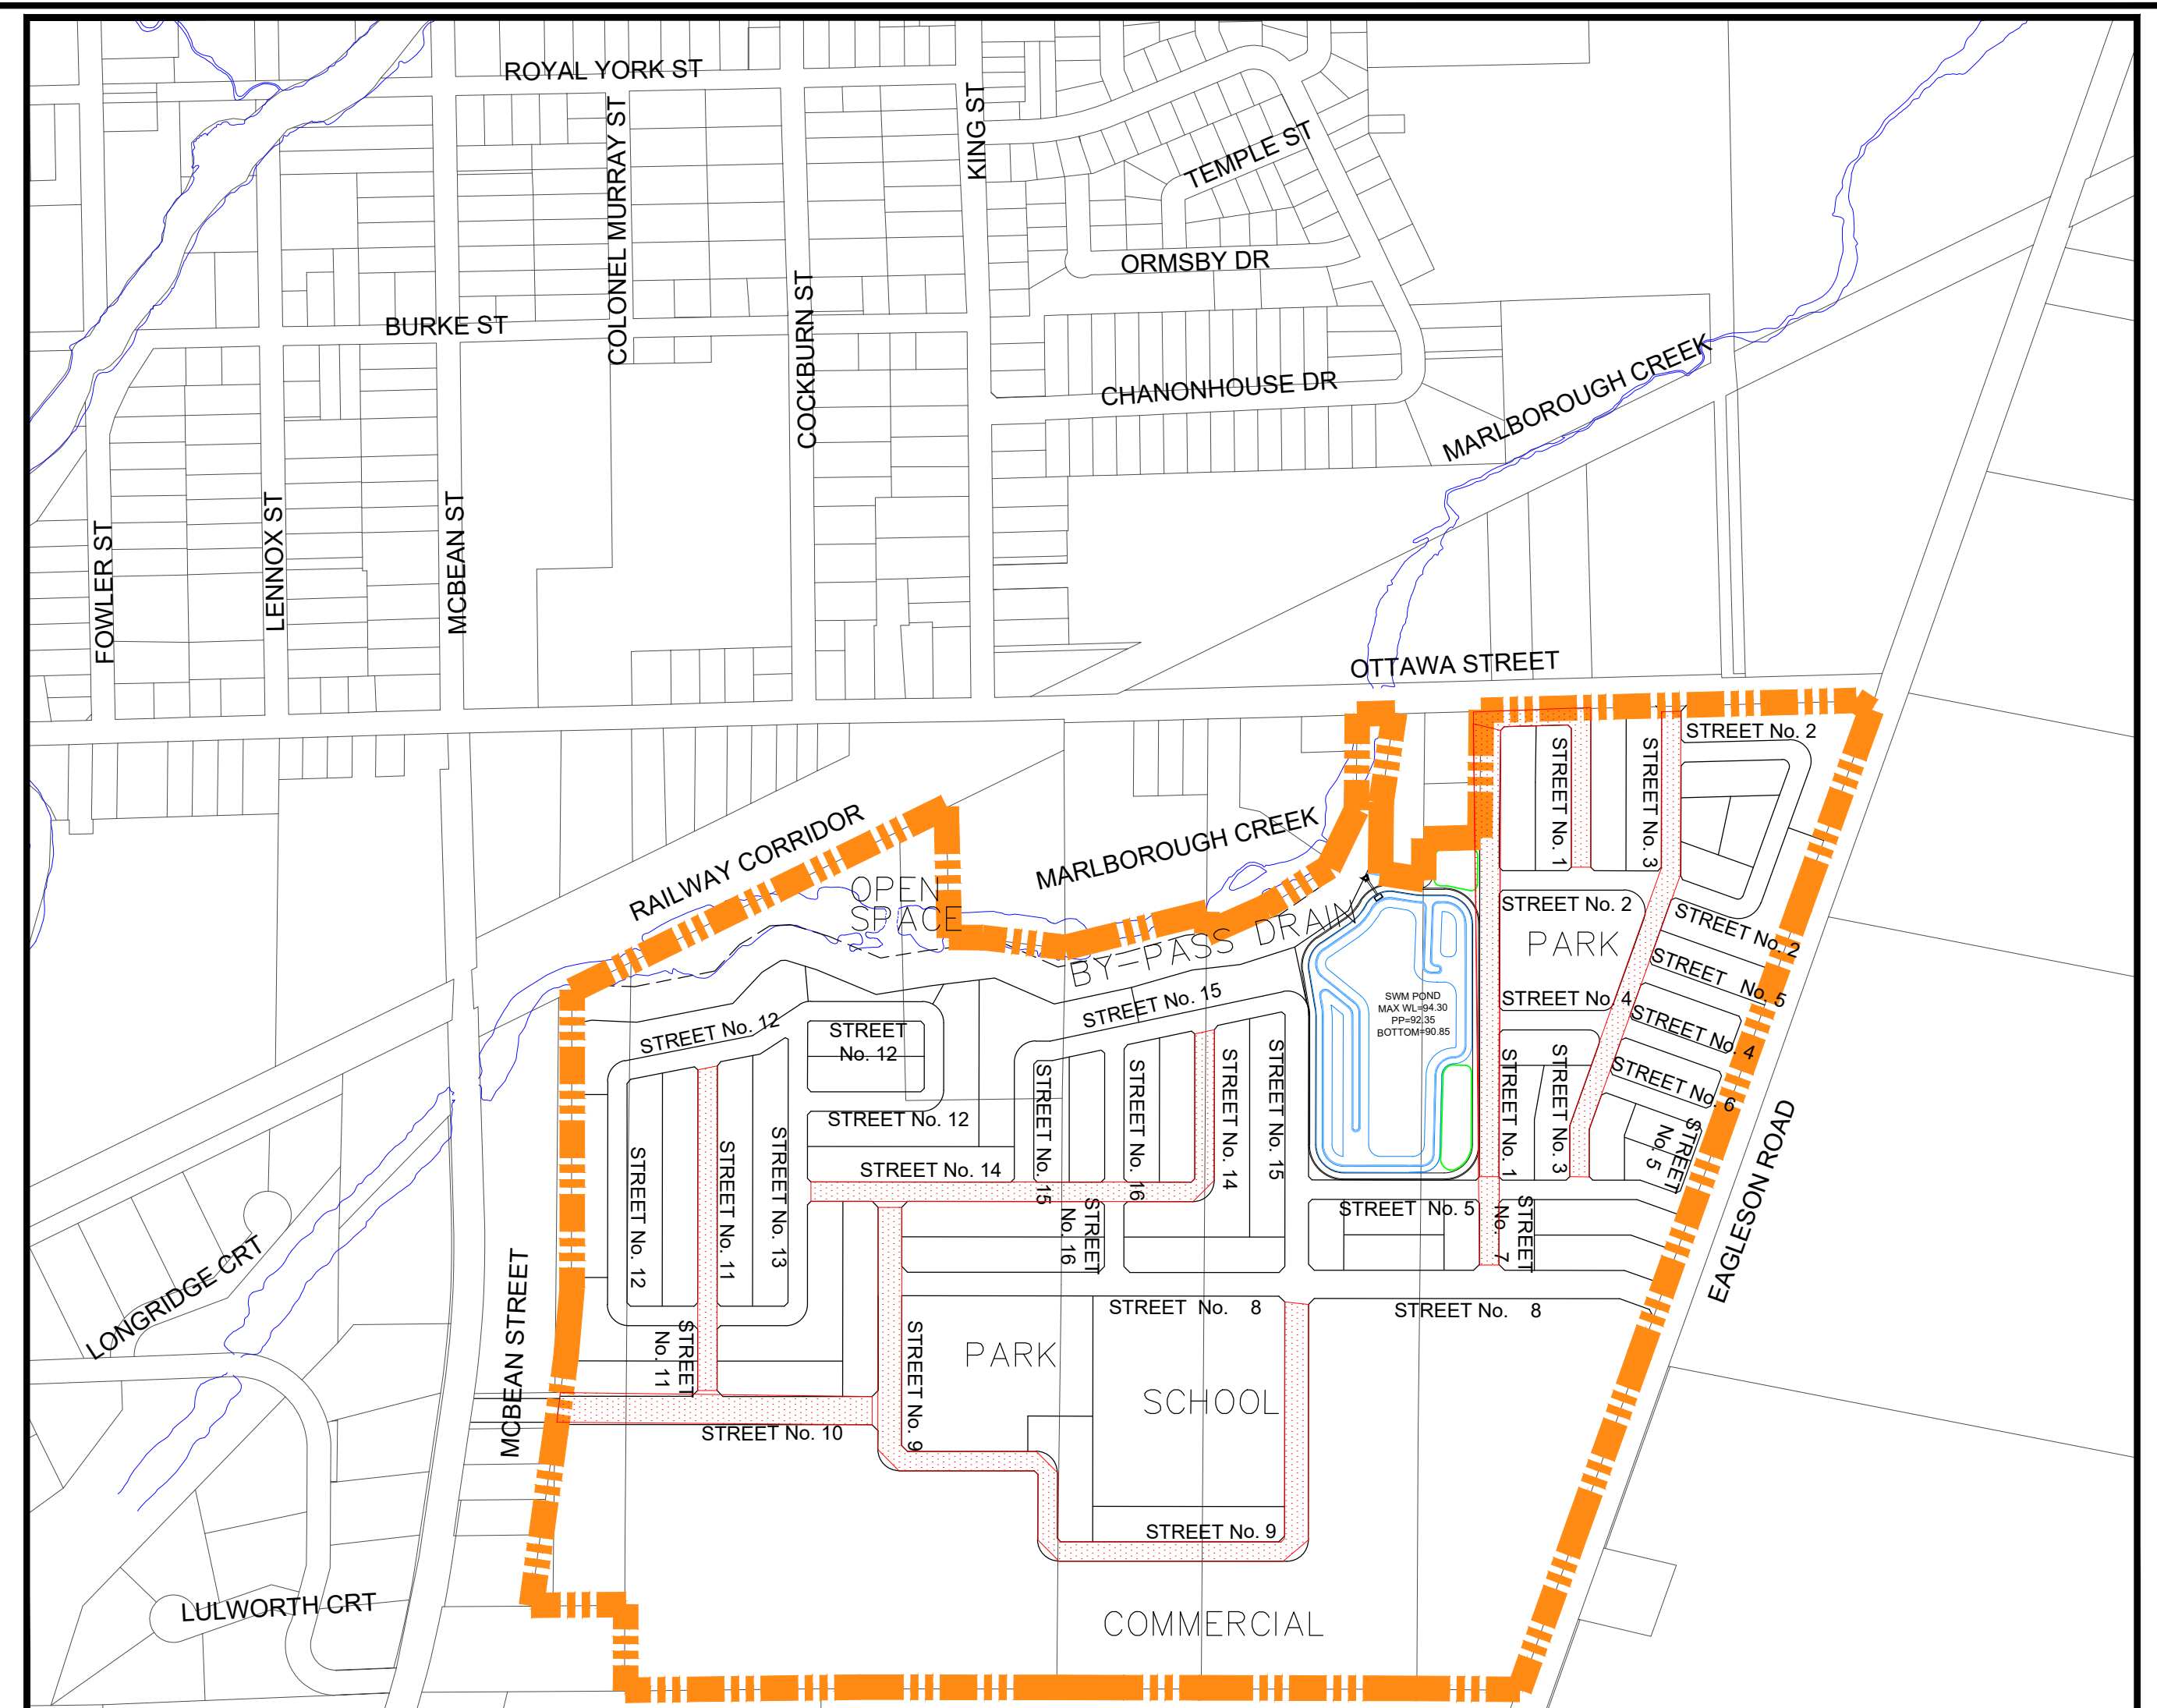 ROYAL YORK ST
COLONEL MURRAY ST
KING ST
TEMPLE ST
ORMSBY DR
BURKE ST
COCKBURN ST
CHANONHOUSE DR
MARLBOROUGH CREEK
FOWLER ST
LENNOX ST
MCBEAN ST
OTTAWA STREET
STREET No. 2
STREET No. 1
STREET No. 3
RAILWAY CORRIDOR
MARLBOROUGH CREEK
OPEN
SPACE
BY-PASS DRAIN
STREET No. 2
PARK
STREET No. 2
STREET No. 5
STREET No. 4
STREET No. 4
STREET No. 6
STREET
No. 5
SWM POND
MAX WL=94.30
PP=92.35
BOTTOM=90.85
STREET No. 15
STREET No. 12
STREET
No. 12
STREET No. 12
STREET No. 14
STREET No. 12
STREET No. 11
STREET No. 13
STREET No. 15
STREET No. 16
STREET No. 14
STREET No. 15
STREET No. 1
STREET No. 3
STREET
No. 16
STREET No. 5
STREET
No. 7
EAGLESON ROAD
LONGRIDGE CRT
MCBEAN STREET
STREET
No. 11
STREET No. 9
STREET No. 8
STREET No. 8
PARK
SCHOOL
STREET No. 10
STREET No. 9
LULWORTH CRT
COMMERCIAL